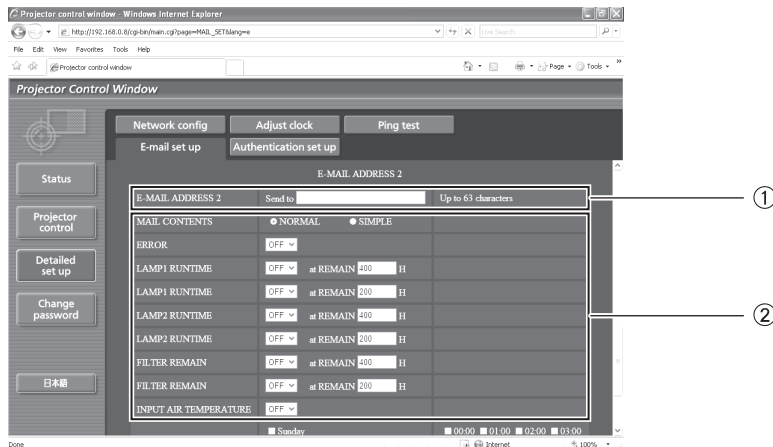 Projector control window - Windows Internet Explorer
http://192.168.0.8/cgi-bin/main.cgi?page=MAIL_SET&lang=e
Live Search
File Edit View Favorites Tools Help
Projector control window
Page Tools
Projector Control Window
Network config Adjust clock Ping test
E-mail set up Authentication set up
Status
Projector control
Detailed set up
Change password
日本語
E-MAIL ADDRESS 2
E-MAIL ADDRESS 2 Send to Up to 63 characters
①
MAIL CONTENTS NORMAL SIMPLE
ERROR OFF
LAMP1 RUNTIME OFF at REMAIN 400 H
LAMP1 RUNTIME OFF at REMAIN 200 H
LAMP2 RUNTIME OFF at REMAIN 400 H
②
LAMP2 RUNTIME OFF at REMAIN 200 H
FILTER REMAIN OFF at REMAIN 400 H
FILTER REMAIN OFF at REMAIN 200 H
INPUT AIR TEMPERATURE OFF
Sunday 00:00 01:00 02:00 03:00
Done Internet 100%